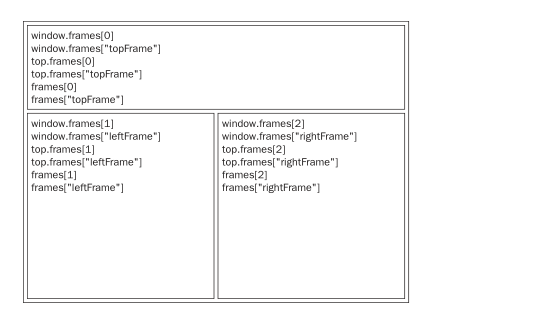 window.frames[0]
window.frames["topFrame"]
top.frames[0]
top.frames["topFrame"]
frames[0]
frames["topFrame"]
window.frames[1]
window.frames["leftFrame"]
top.frames[1]
top.frames["leftFrame"]
frames[1]
frames["leftFrame"]
window.frames[2]
window.frames["rightFrame"]
top.frames[2]
top.frames["rightFrame"]
frames[2]
frames["rightFrame"]